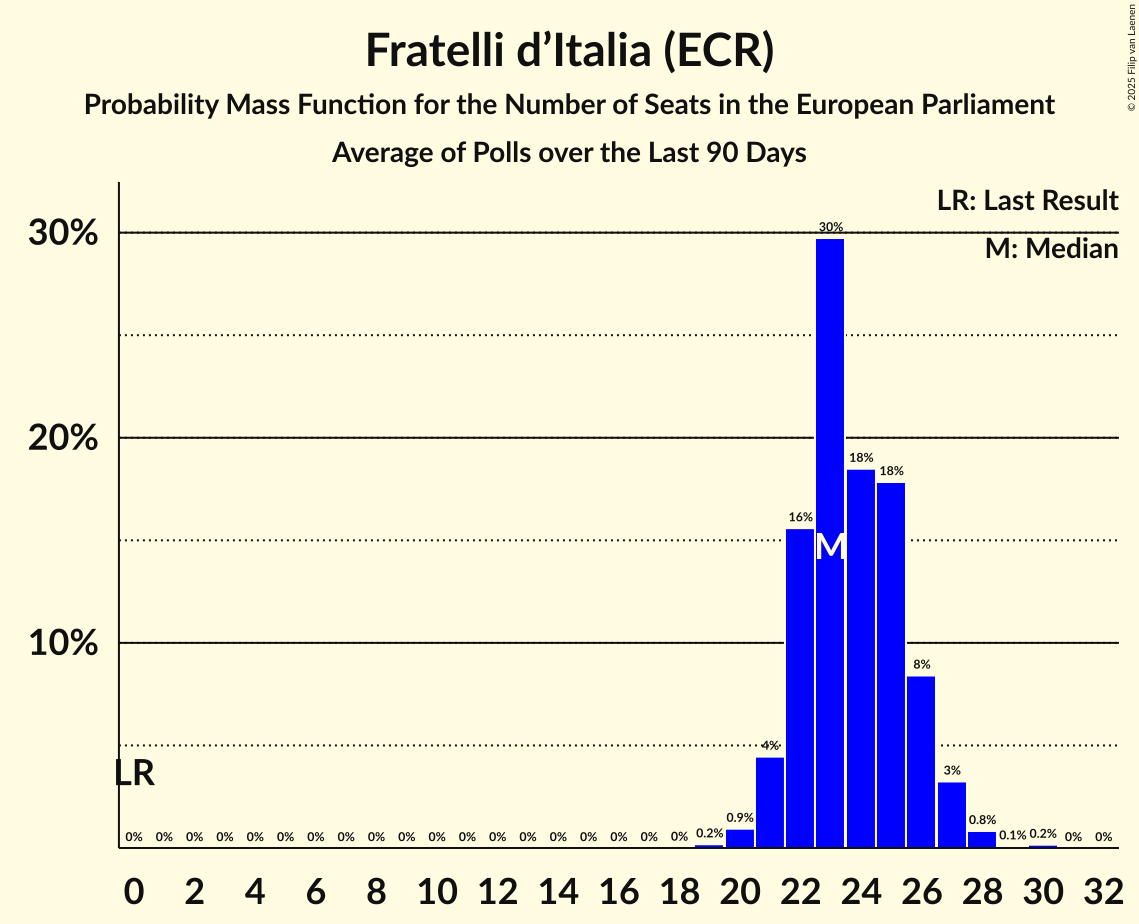 Fratelli d’Italia (ECR)
Probability Mass Function for the Number of Seats in the European Parliament
Average of Polls over the Last 90 Days
© 2025 Filip van Laenen
LR: Last Result
M: Median
30%
20%
10%
LR
M
0% 0% 0% 0% 0% 0% 0% 0% 0% 0% 0% 0% 0% 0% 0% 0% 0% 0% 0% 0.2% 0.9% 4% 16% 30% 18% 18% 8% 3% 0.8% 0.1% 0.2% 0% 0%
0 2 4 6 8 10 12 14 16 18 20 22 24 26 28 30 32